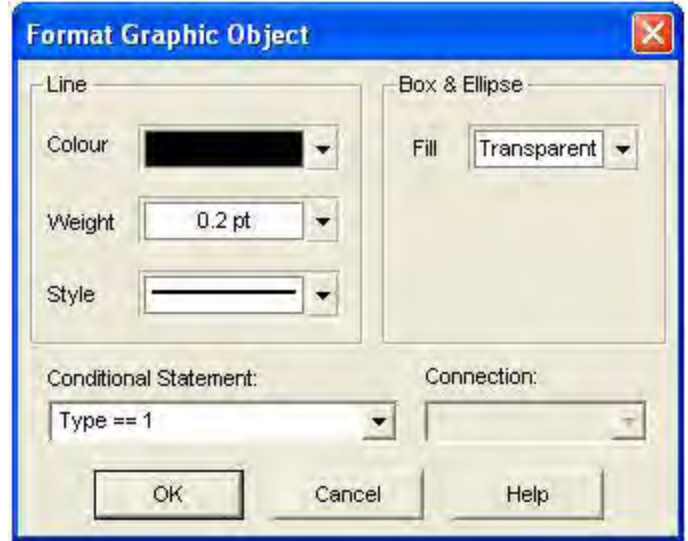 Format Graphic Object
Line
Box & Ellipse
Colour
Fill
Transparent
Weight
0.2 pt
Style
Conditional Statement:
Connection:
Type == 1
OK
Cancel
Help